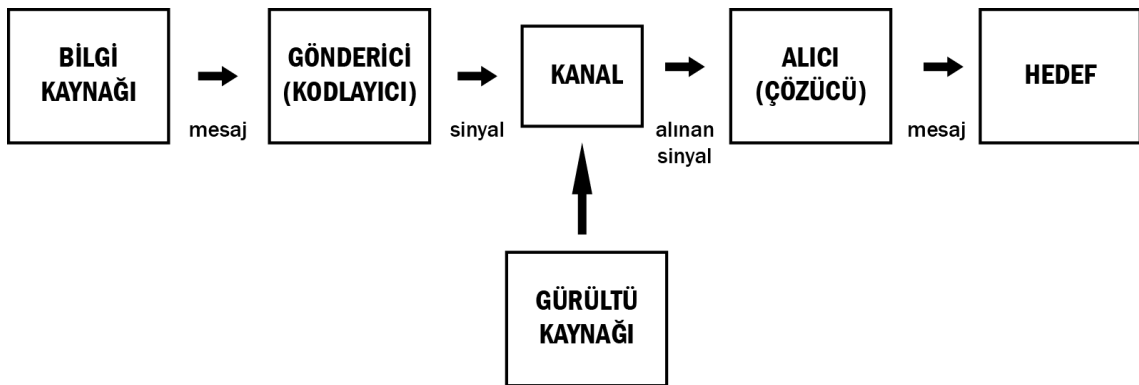 BİLGİ
KAYNAĞI
mesaj
GÖNDERİCİ
(KODLAYICI)
sinyal
KANAL
alınan
sinyal
ALICI
(ÇÖZÜCÜ)
mesaj
HEDEF
GÜRÜLTÜ
KAYNAĞI